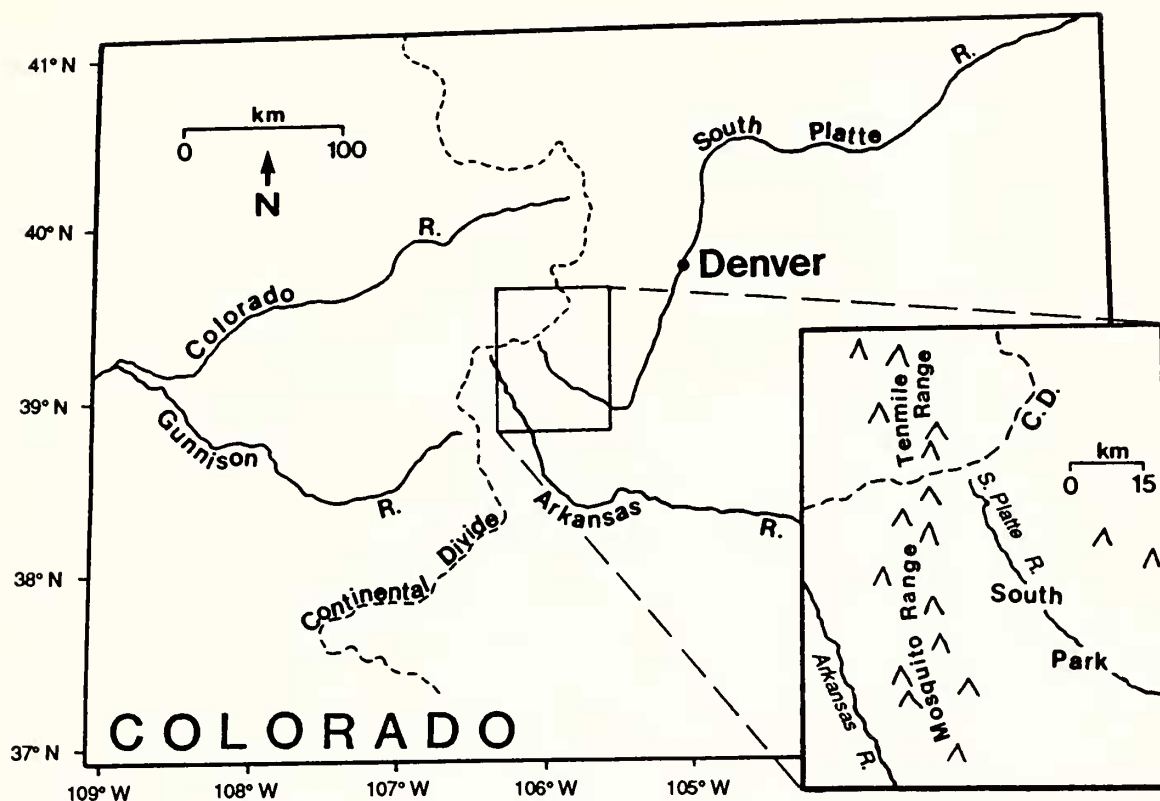 41° N
km
0 100
N
R.
South Platte
R.
40° N
Denver
Colorado
39° N
Gunnison
R.
Arkansas
R.
Continental Divide
38° N
COLORADO
37° N
109° W
108° W
107° W
106° W
105° W
Tenmile
Range
C.D.
km
0 15
S. Platte R.
South
Park
Mosquito Range
Arkansas R.